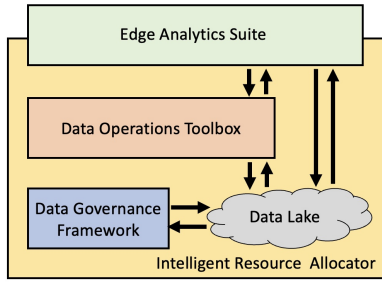 Edge Analytics Suite
Data Operations Toolbox
Data Governance
Framework
Data Lake
Intelligent Resource Allocator